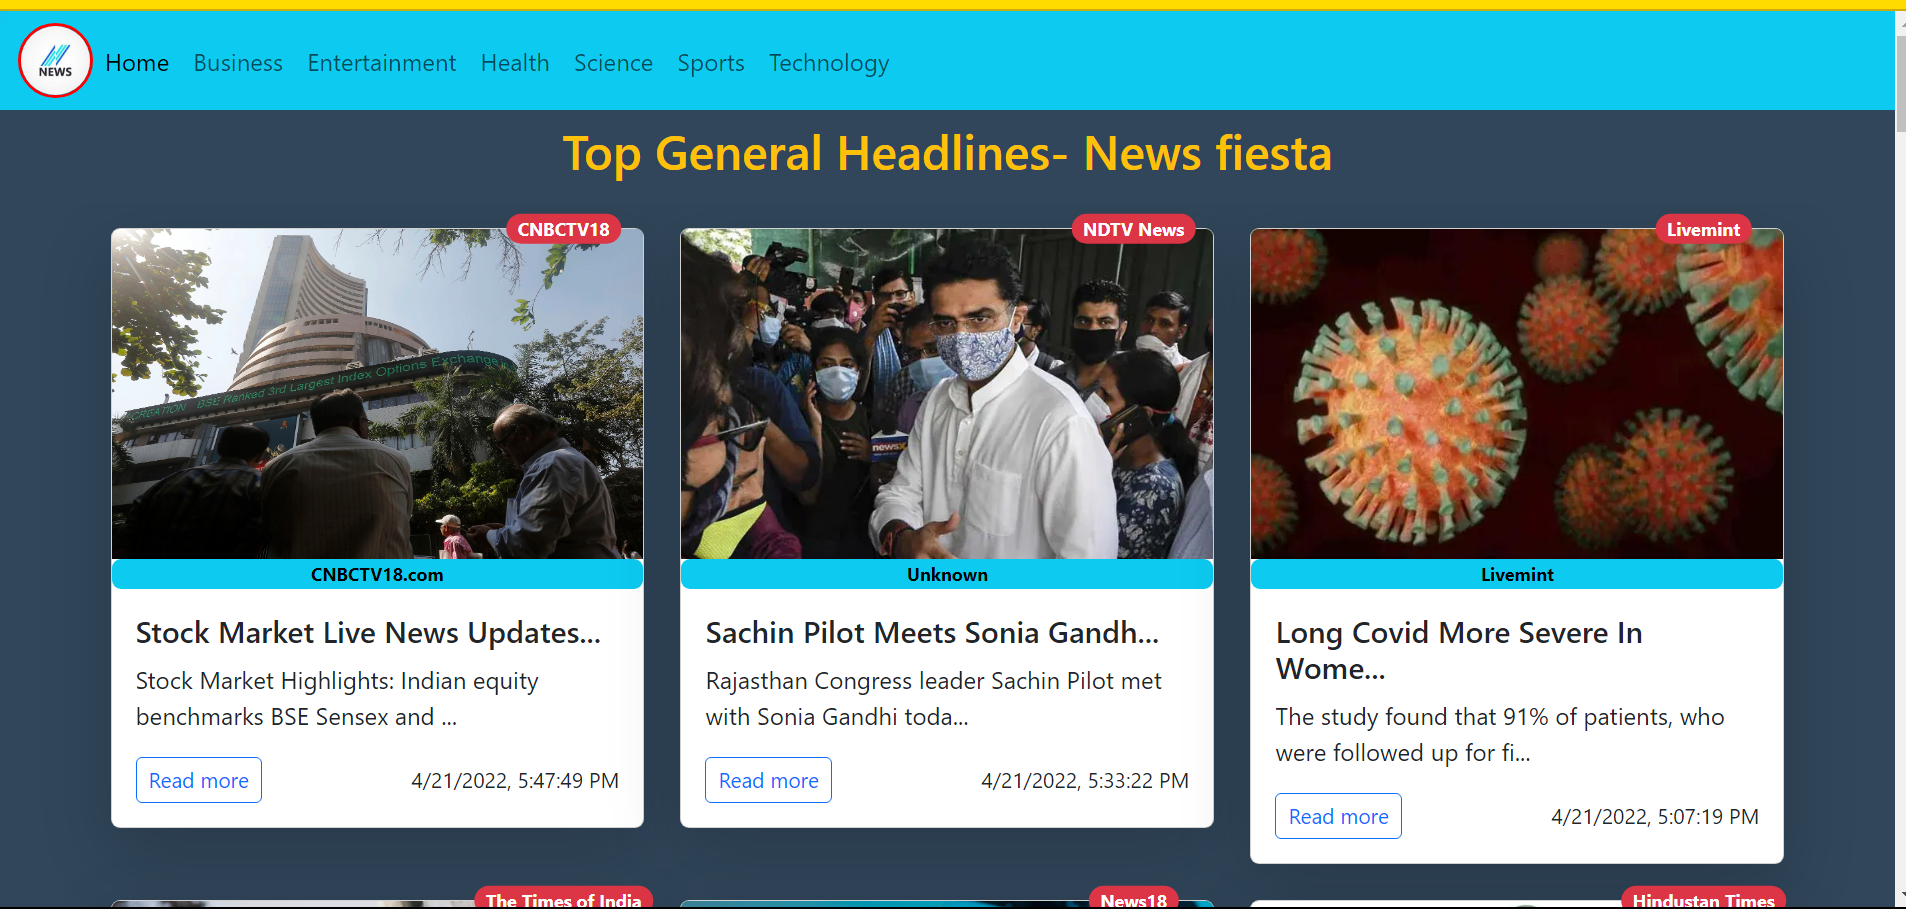 NEWS
Home Business Entertainment Health Science Sports Technology
Top General Headlines- News fiesta
CNBCTV18
CREATION BSE Ranked 3rd Largest Index Options Exchange
CNBCTV18.com
Stock Market Live News Updates...
Stock Market Highlights: Indian equity
benchmarks BSE Sensex and ...
Read more
4/21/2022, 5:47:49 PM
NDTV News
newsX
Unknown
Sachin Pilot Meets Sonia Gandh...
Rajasthan Congress leader Sachin Pilot met
with Sonia Gandhi toda...
Read more
4/21/2022, 5:33:22 PM
Livemint
Livemint
Long Covid More Severe In
Wome...
The study found that 91% of patients, who
were followed up for fi...
Read more
4/21/2022, 5:07:19 PM
The Times of India
News18
Hindustan Times